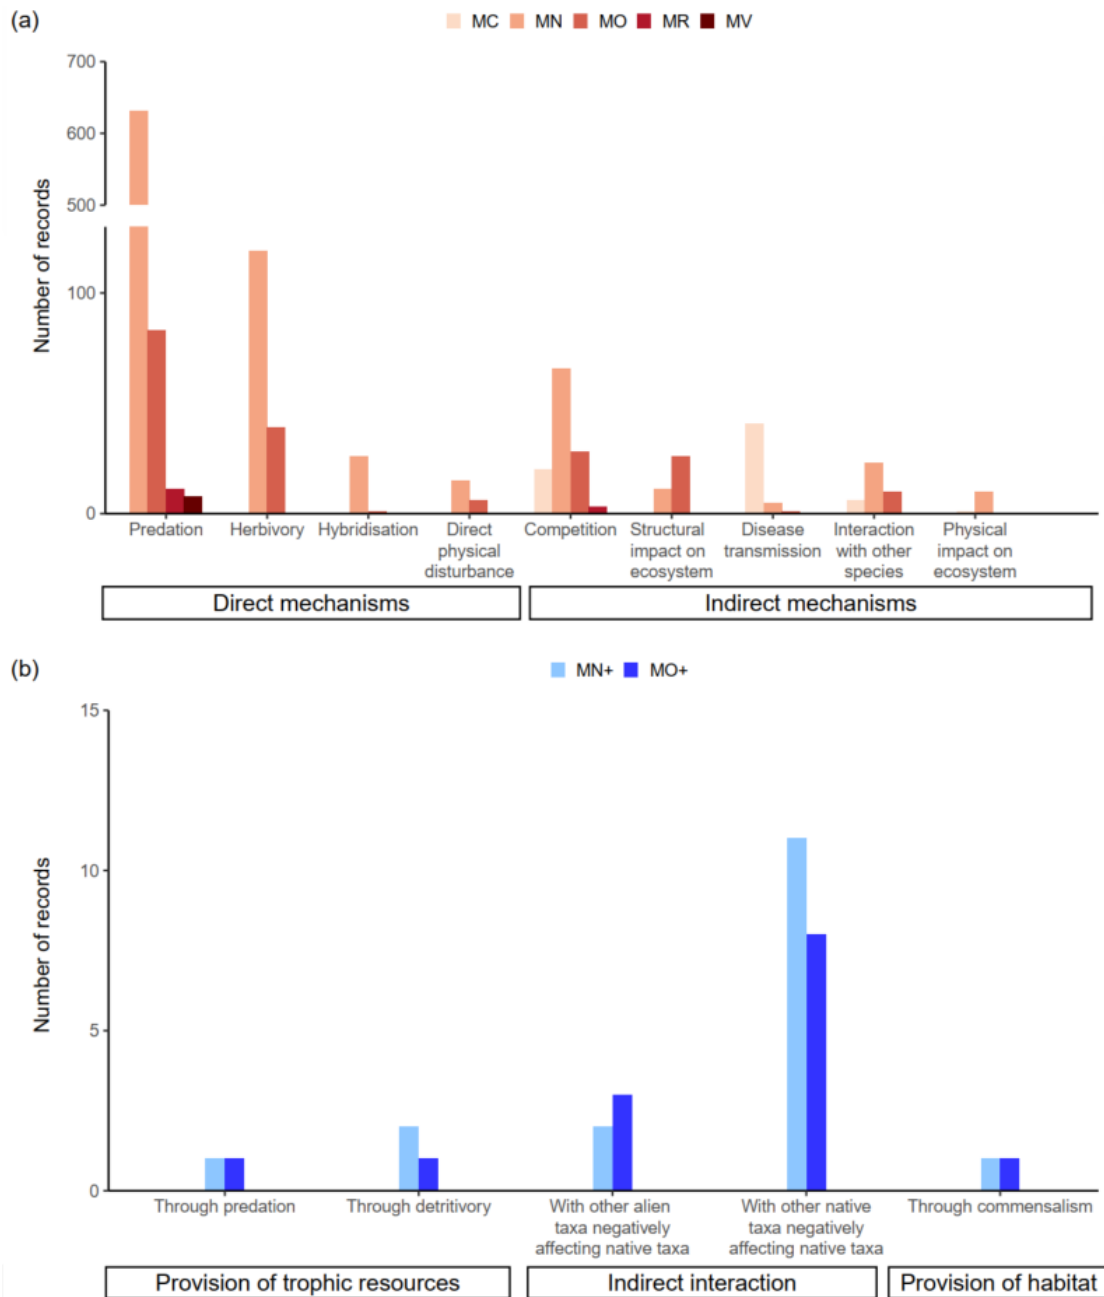 (a)
MC MN MO MR MV
Number of records
700
600
500
100
0
Predation Herbivory Hybridisation Direct physical disturbance Competition Structural impact on ecosystem Disease transmission Interaction with other species Physical impact on ecosystem
Direct mechanisms Indirect mechanisms
(b)
MN+ MO+
Number of records
15
10
5
0
Through predation Through detritivory With other alien taxa negatively affecting native taxa With other native taxa negatively affecting native taxa Through commensalism
Provision of trophic resources Indirect interaction Provision of habitat